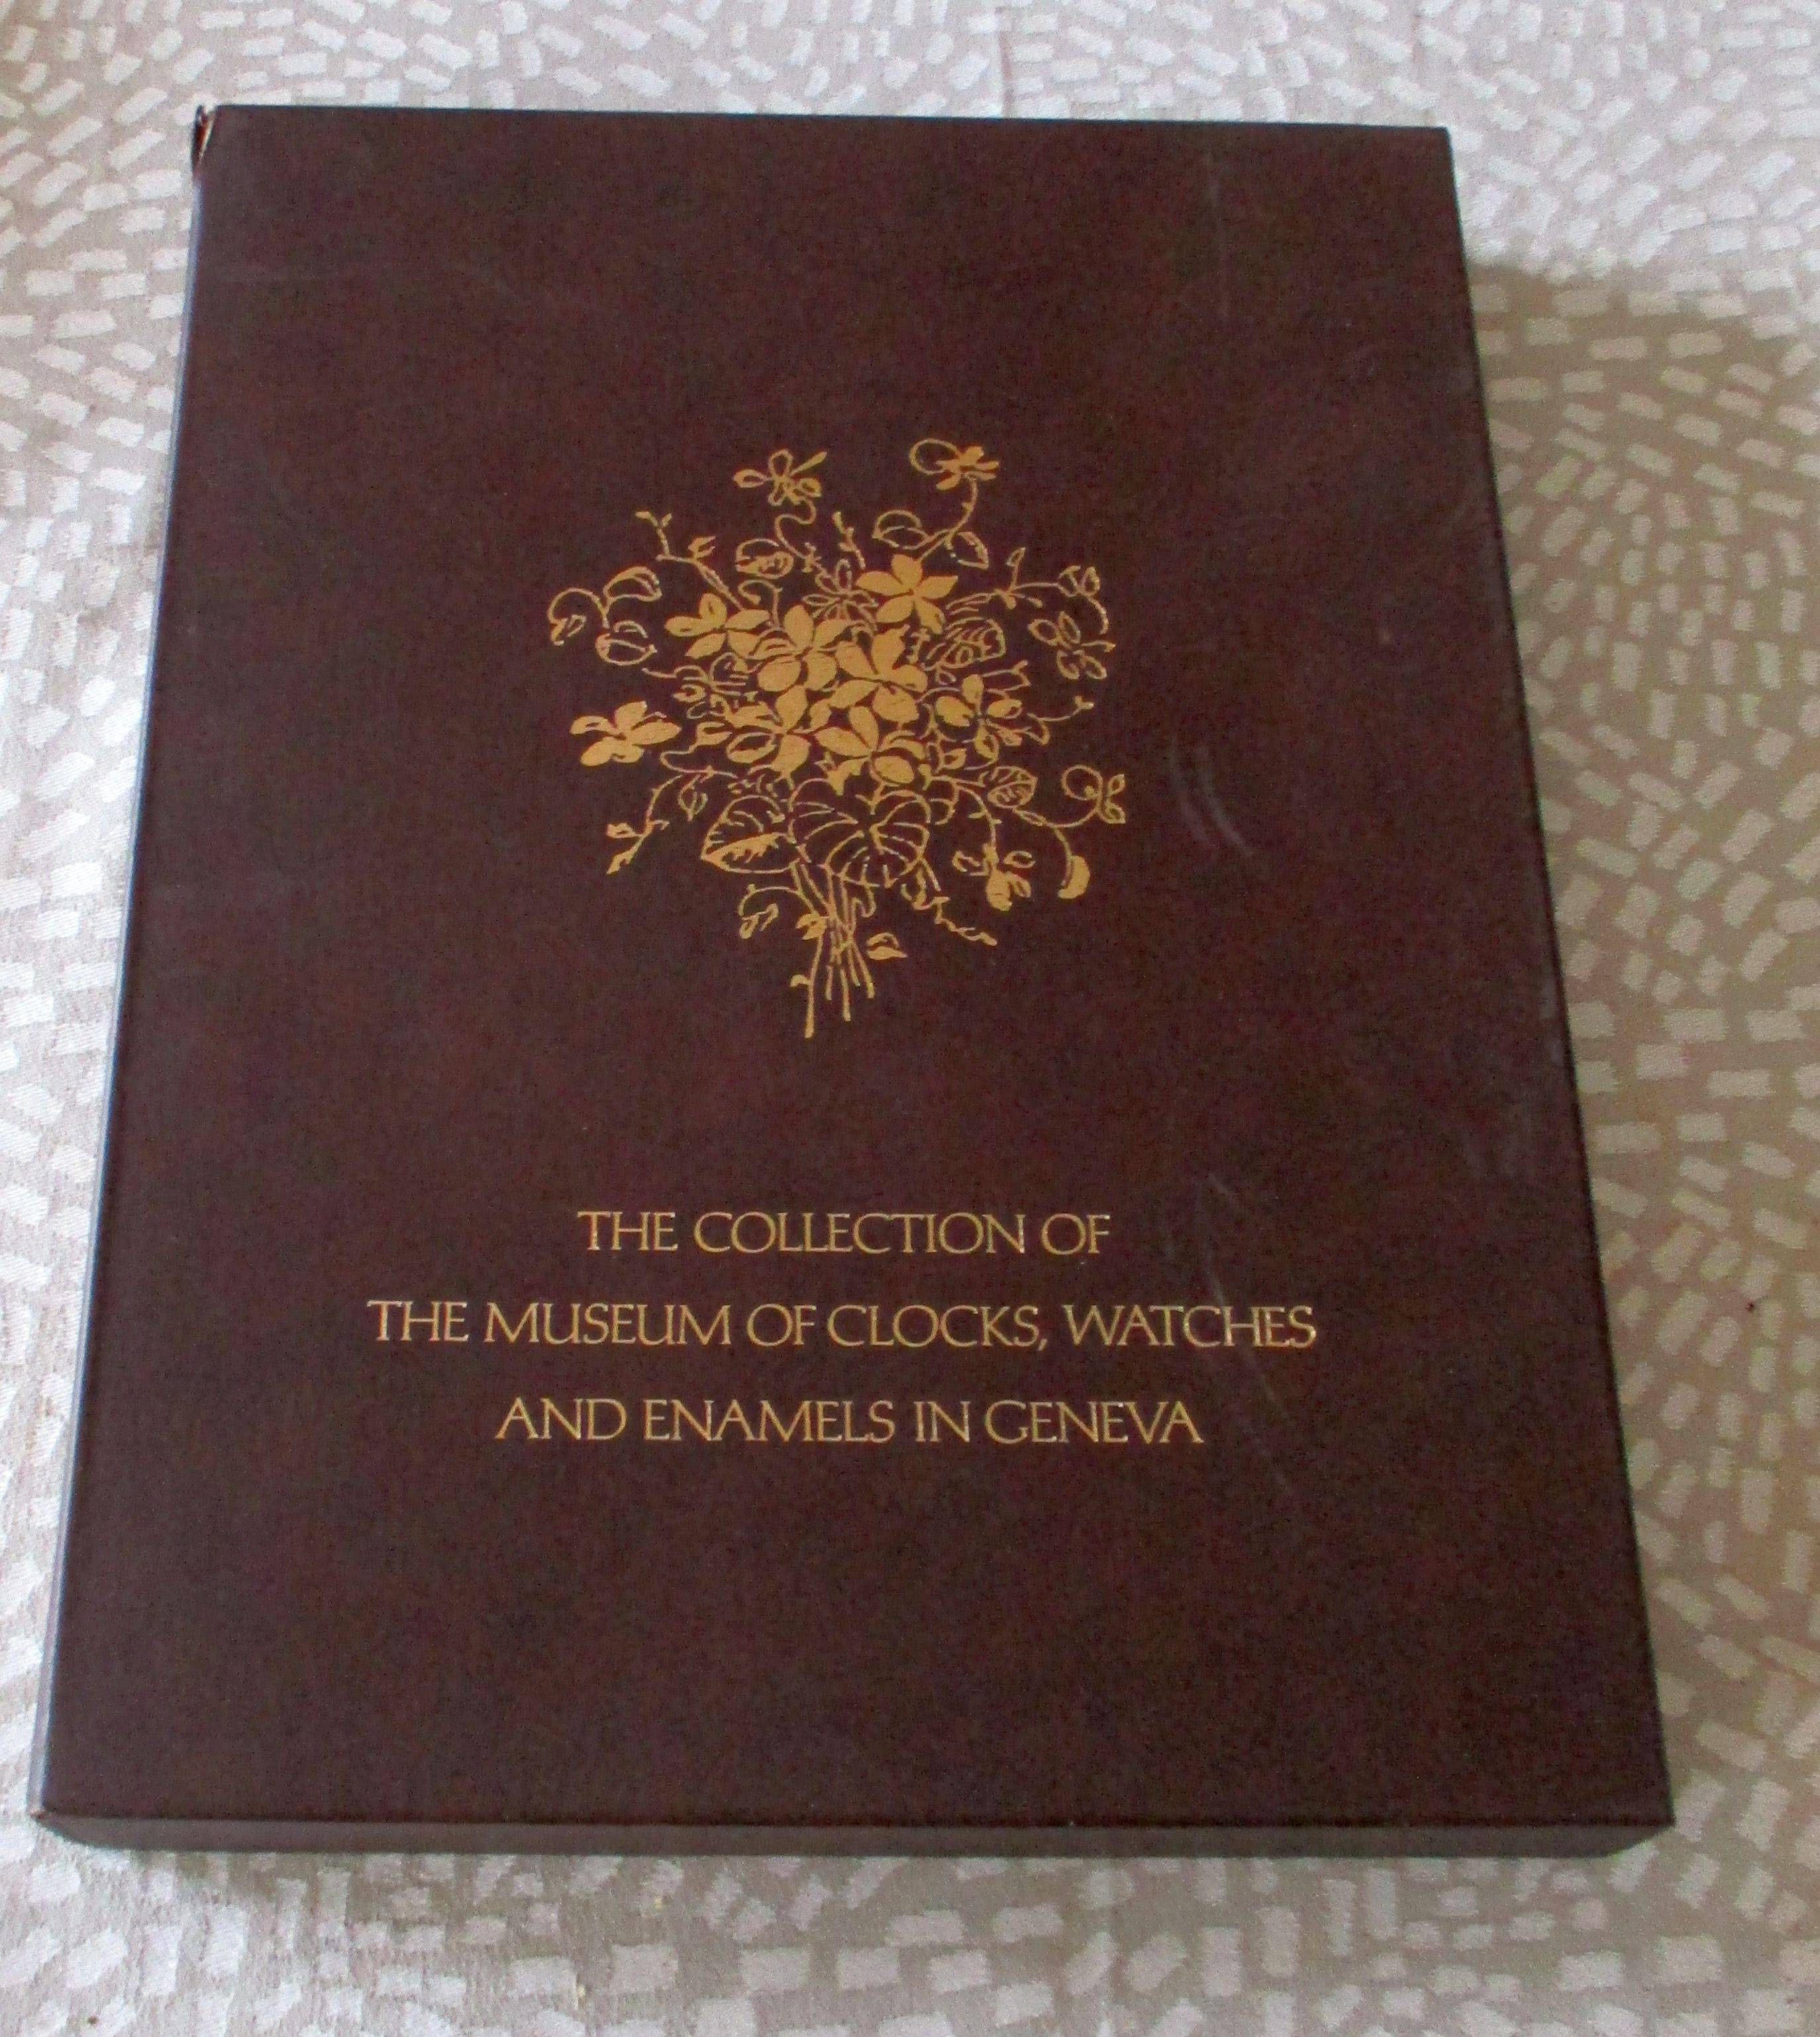 THE COLLECTION OF
THE MUSEUM OF CLOCKS, WATCHES
AND ENAMELS IN GENEVA